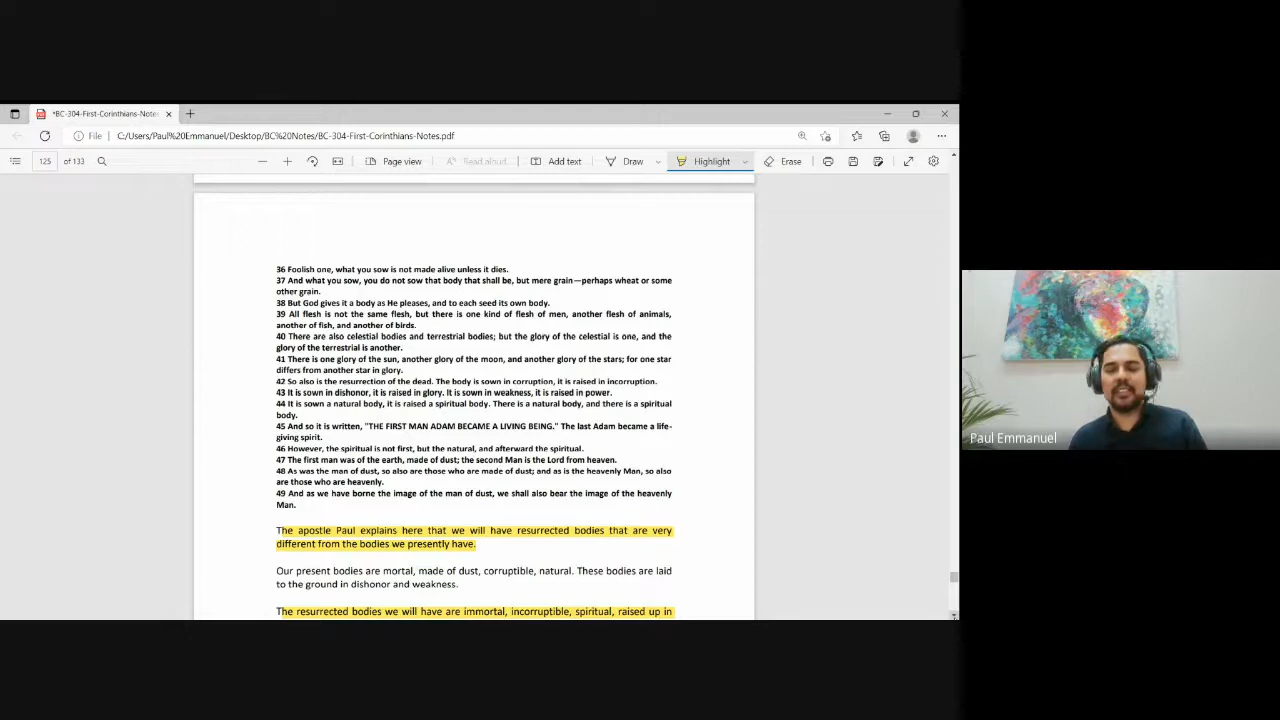 *BC-304-First-Corinthians-Notes
File
C:/Users/Paul%20Emmanuel/Desktop/BC%20Notes/BC-304-First-Corinthians-Notes.pdf
125 of 133
Page view
Read aloud
Add text
Draw
Highlight
Erase
36 Foolish one, what you sow is not made alive unless it dies.
37 And what you sow, you do not sow that body that shall be, but mere grain—perhaps wheat or some
other grain.
38 But God gives it a body as He pleases, and to each seed its own body.
39 All flesh is not the same flesh, but there is one kind of flesh of men, another flesh of animals,
another of fish, and another of birds.
40 There are also celestial bodies and terrestrial bodies; but the glory of the celestial is one, and the
glory of the terrestrial is another.
41 There is one glory of the sun, another glory of the moon, and another glory of the stars; for one star
differs from another star in glory.
42 So also is the resurrection of the dead. The body is sown in corruption, it is raised in incorruption.
43 It is sown in dishonor, it is raised in glory. It is sown in weakness, it is raised in power.
44 It is sown a natural body, it is raised a spiritual body. There is a natural body, and there is a spiritual
body.
45 And so it is written, "THE FIRST MAN ADAM BECAME A LIVING BEING." The last Adam became a life-
giving spirit.
46 However, the spiritual is not first, but the natural, and afterward the spiritual.
47 The first man was of the earth, made of dust; the second Man is the Lord from heaven.
48 As was the man of dust, so also are those who are made of dust; and as is the heavenly Man, so also
are those who are heavenly.
49 And as we have borne the image of the man of dust, we shall also bear the image of the heavenly
Man.
The apostle Paul explains here that we will have resurrected bodies that are very
different from the bodies we presently have.
Our present bodies are mortal, made of dust, corruptible, natural. These bodies are laid
to the ground in dishonor and weakness.
The resurrected bodies we will have are immortal, incorruptible, spiritual, raised up in
Paul Emmanuel